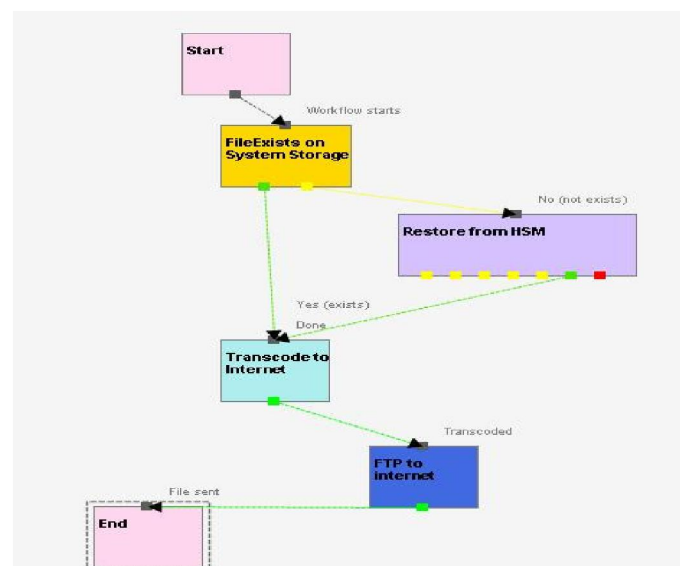 Start
Workflow starts
FileExists on
System Storage
No (not exists)
Restore from HSM
Yes (exists)
Done
Transcode to
Internet
Transcoded
FTP to
internet
File sent
End